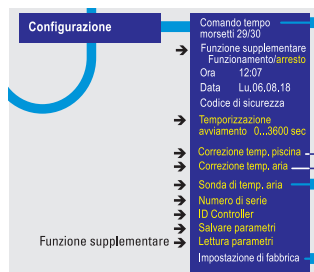 Configurazione
Comando tempo
morsetti 29/30
Funzione supplementare
Funzionamento/arresto
Ora 12:07
Data Lu,06,08,18
Codice di sicurezza
Temporizzazione
avviamento 0...3600 sec
Correzione temp, piscina
Correzione temp, aria
Sonda di temp, aria
Numero di serie
ID Controller
Salvare parametri
Funzione supplementare
Lettura parametri
Impostazione di fabbrica